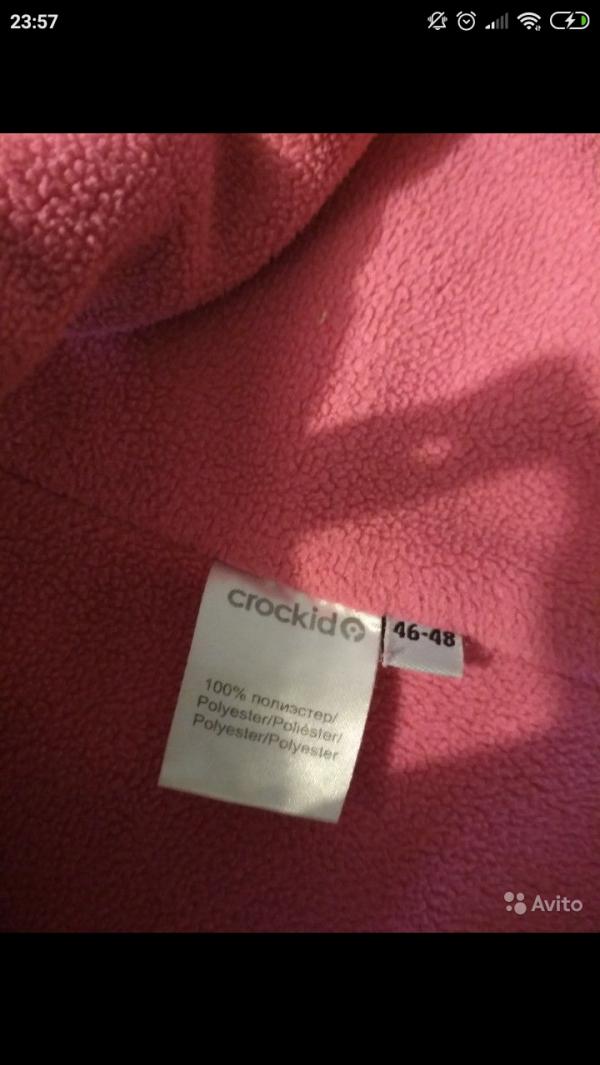 23:57
crockid
46-48
100% полиэстер/
Polyester/Poliéster/
Polyester/Polyester
Avito